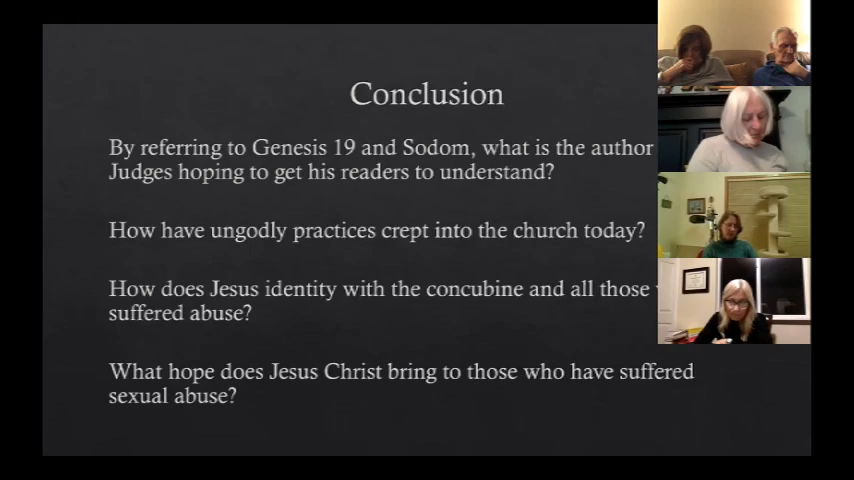 Conclusion
By referring to Genesis 19 and Sodom, what is the author
Judges hoping to get his readers to understand?
How have ungodly practices crept into the church today?
How does Jesus identity with the concubine and all those
suffered abuse?
What hope does Jesus Christ bring to those who have suffered
sexual abuse?